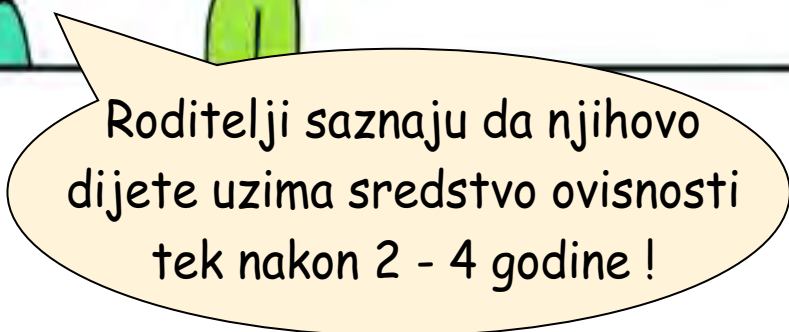 Roditelji saznaju da njihovo
dijete uzima sredstvo ovisnosti
tek nakon 2 - 4 godine !